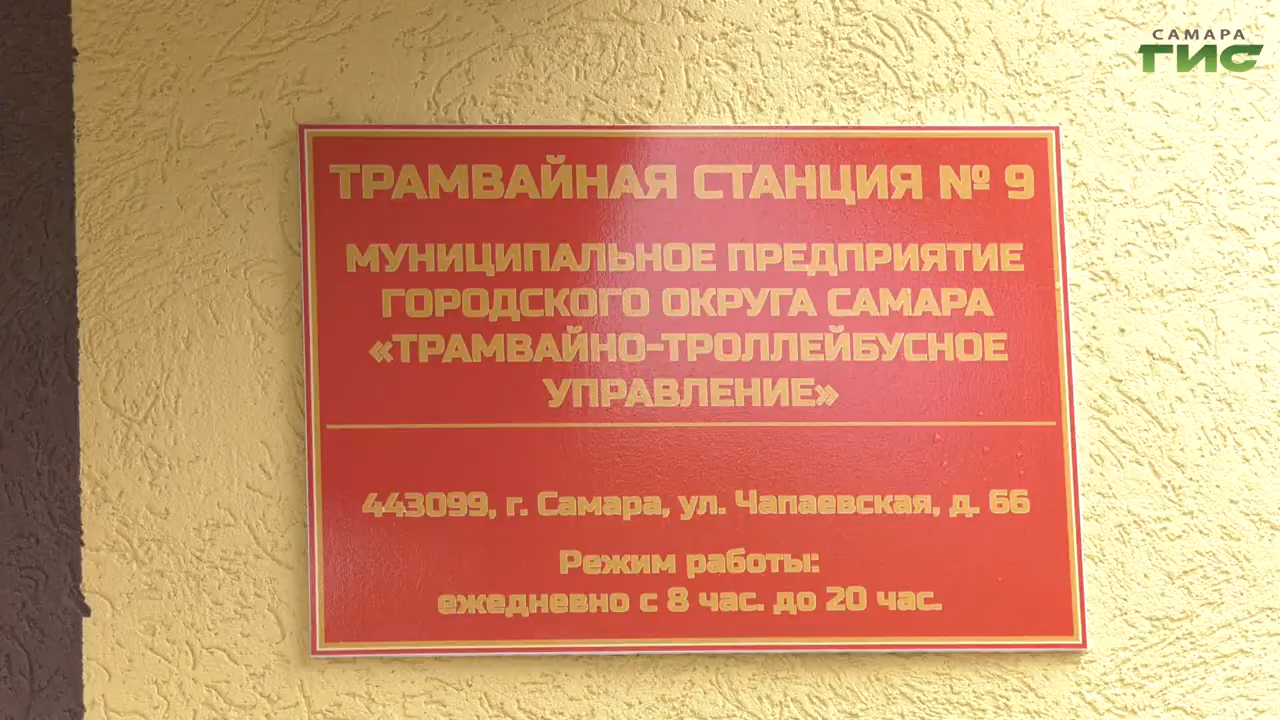 САМАРА
ГИС
ТРАМВАЙНАЯ СТАНЦИЯ № 9
МУНИЦИПАЛЬНОЕ ПРЕДПРИЯТИЕ
ГОРОДСКОГО ОКРУГА САМАРА
«ТРАМВАЙНО-ТРОЛЛЕЙБУСНОЕ
УПРАВЛЕНИЕ»
443099, г. Самара, ул. Чапаевская, д. 66
Режим работы:
ежедневно с 8 час. до 20 час.